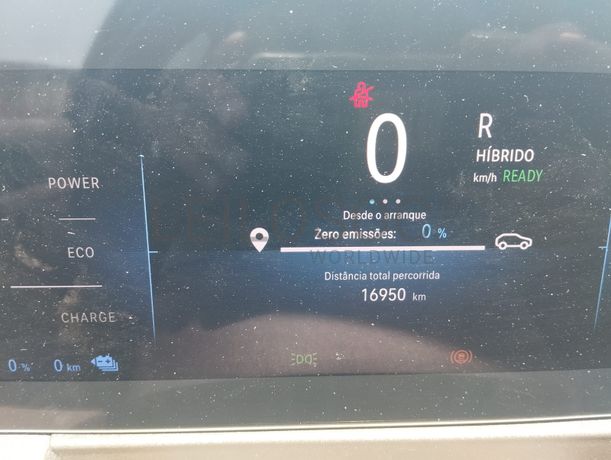 0
R
HÍBRIDO
km/h READY
POWER
ECO
CHARGE
Desde o arranque
Zero emissões: 0 %
WORLDWIDE
Distância total percorrida
16950 km
0 % 0 km